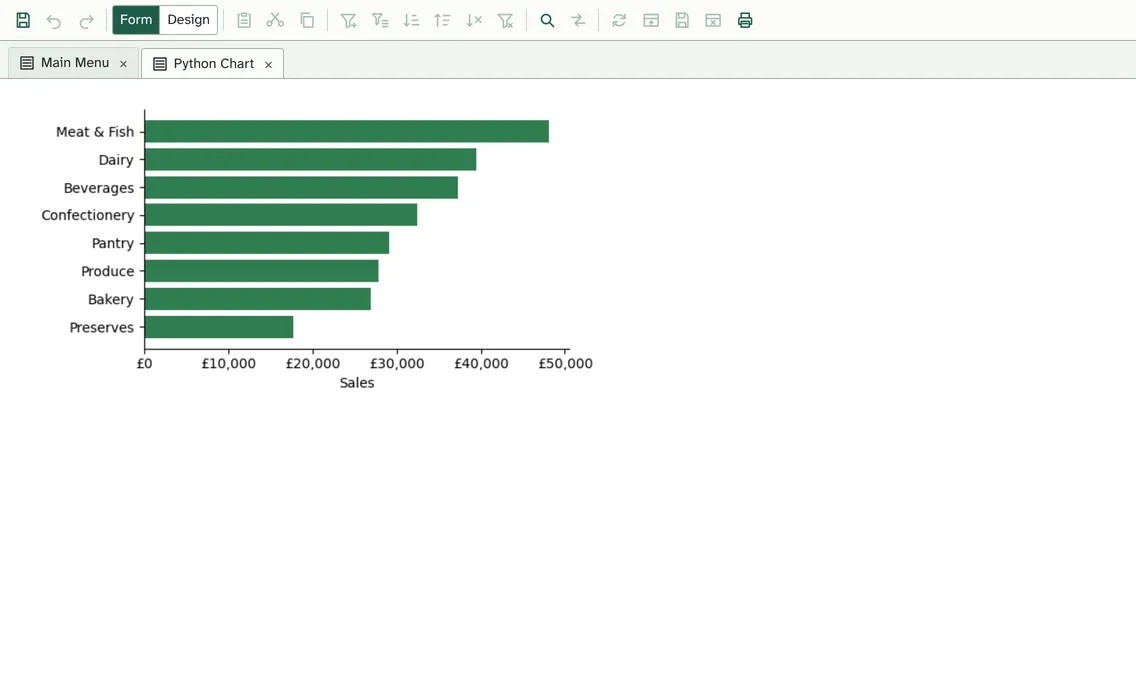 Form Design
Main Menu × Python Chart ×
Meat & Fish
Dairy
Beverages
Confectionery
Pantry
Produce
Bakery
Preserves
£0 £10,000 £20,000 £30,000 £40,000 £50,000
Sales